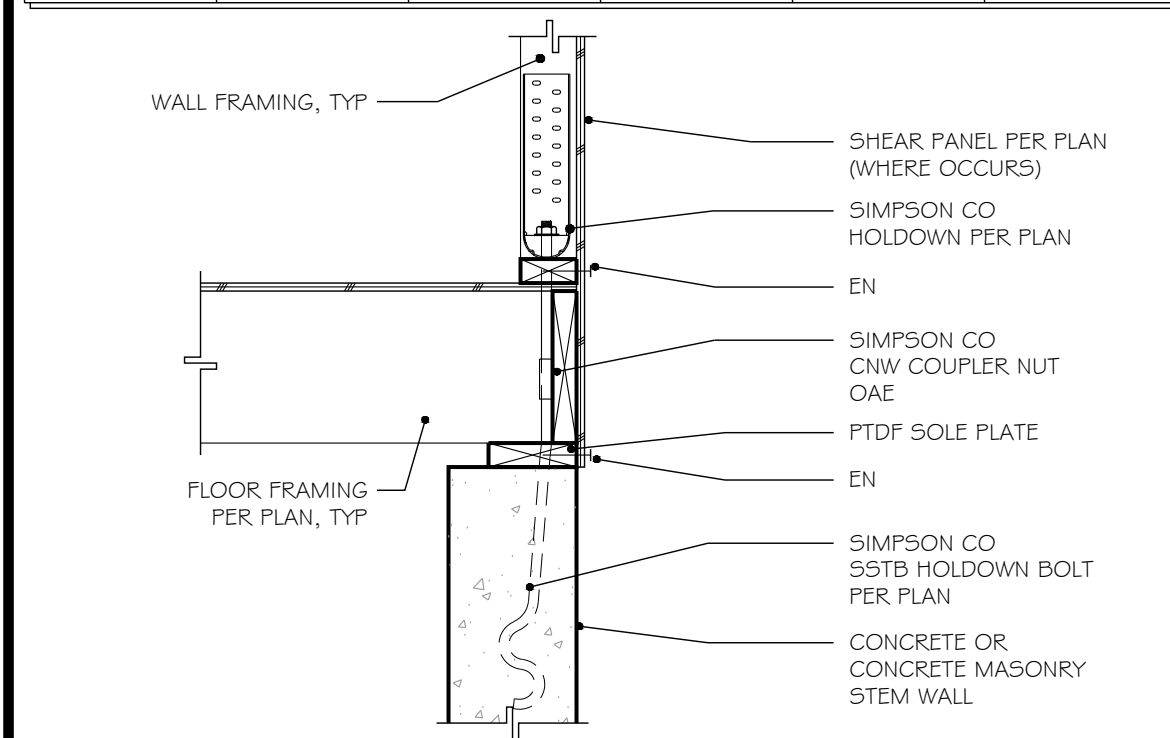 WALL FRAMING, TYP
SHEAR PANEL PER PLAN
(WHERE OCCURS)
SIMPSON CO
HOLDOWN PER PLAN
EN
SIMPSON CO
CNW COUPLER NUT
OAE
PTDF SOLE PLATE
EN
FLOOR FRAMING
PER PLAN, TYP
SIMPSON CO
SSTB HOLDOWN BOLT
PER PLAN
CONCRETE OR
CONCRETE MASONRY
STEM WALL